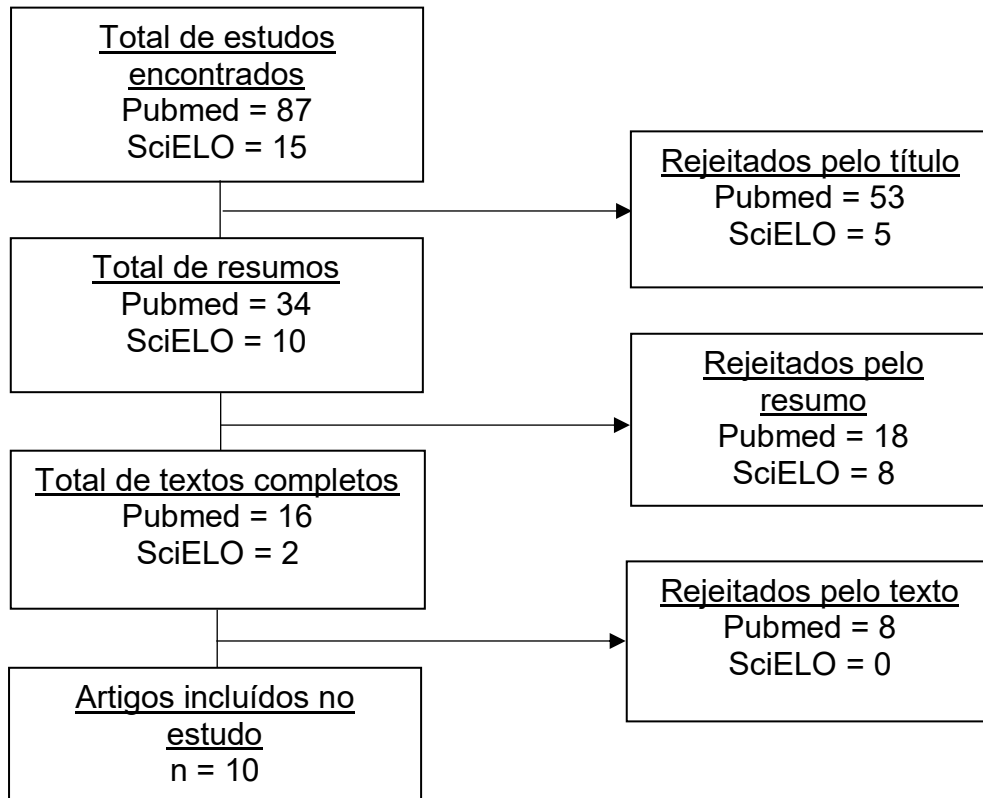 Total de estudos
encontrados
Pubmed = 87
SciELO = 15
Rejeitados pelo título
Pubmed = 53
SciELO = 5
Total de resumos
Pubmed = 34
SciELO = 10
Rejeitados pelo
resumo
Pubmed = 18
SciELO = 8
Total de textos completos
Pubmed = 16
SciELO = 2
Rejeitados pelo texto
Pubmed = 8
SciELO = 0
Artigos incluídos no
estudo
n = 10